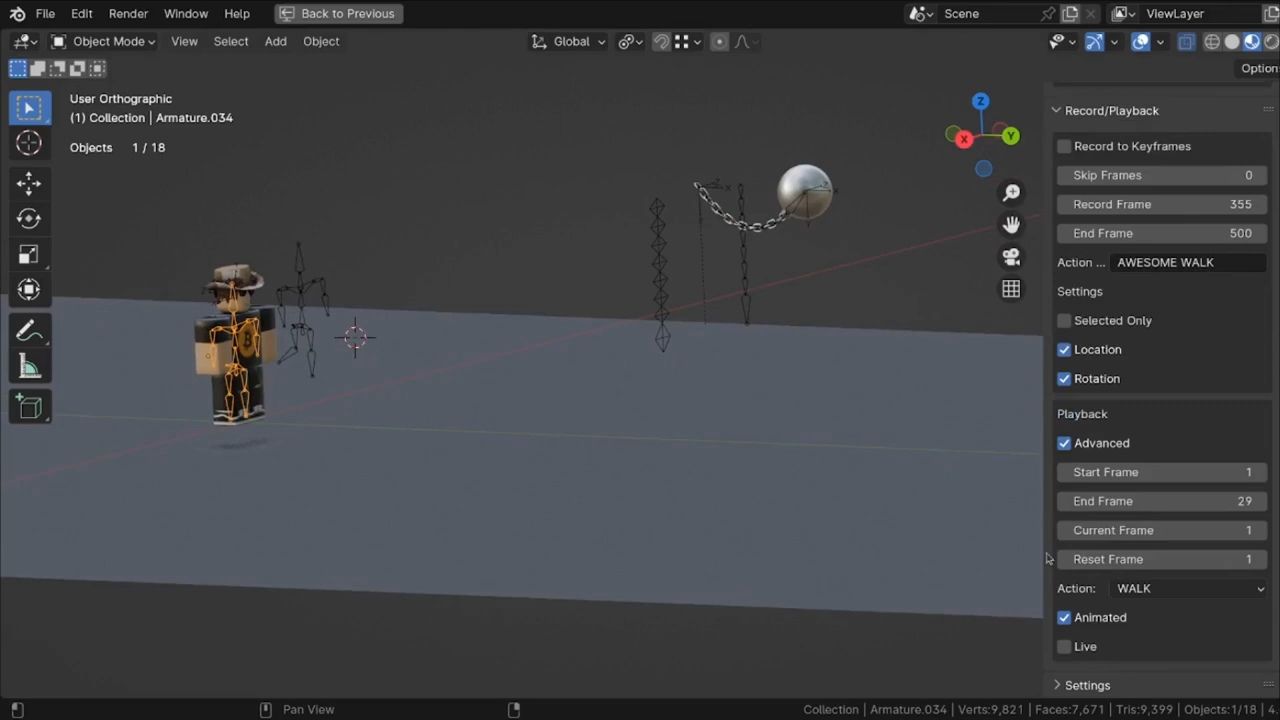 File Edit Render Window Help Back to Previous Scene ViewLayer
Object Mode View Select Add Object Global
Option
User Orthographic
(1) Collection | Armature.034
Objects 1 / 18
Z
X
Y
Record/Playback
Record to Keyframes
Skip Frames 0
Record Frame 355
End Frame 500
Action ... AWESOME WALK
Settings
Selected Only
Location
Rotation
Playback
Advanced
Start Frame 1
End Frame 29
Current Frame 1
Reset Frame 1
Action: WALK
Animated
Live
Settings
Pan View Collection | Armature.034 | Verts:9,821 | Faces:7,671 | Tris:9,399 | Objects:1/18 | 4